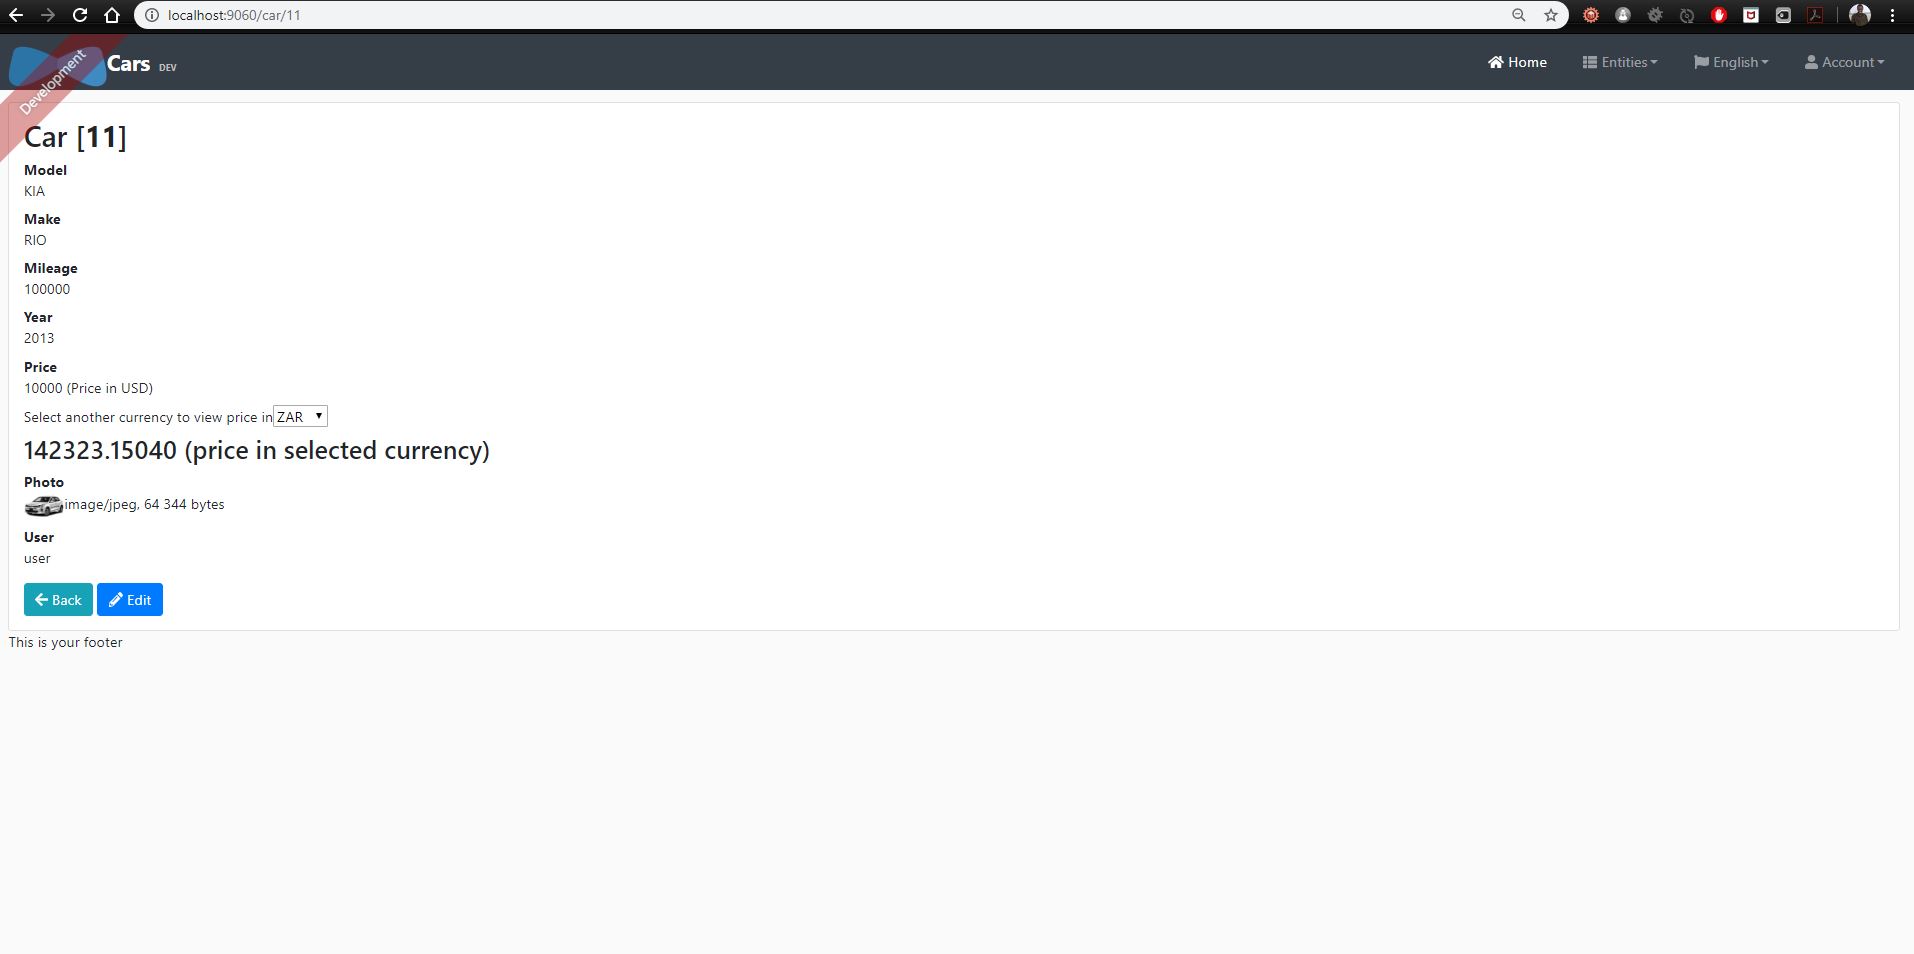 localhost:9060/car/11
Development
Cars DEV
Home Entities English Account
Car [11]
Model
KIA
Make
RIO
Mileage
100000
Year
2013
Price
10000 (Price in USD)
Select another currency to view price in ZAR
142323.15040 (price in selected currency)
Photo
image/jpeg, 64 344 bytes
User
user
Back Edit
This is your footer